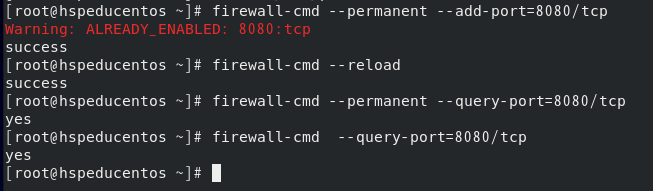 [root@hspeducentos ~]# firewall-cmd --permanent --add-port=8080/tcp
Warning: ALREADY_ENABLED: 8080:tcp
success
[root@hspeducentos ~]# firewall-cmd --reload
success
[root@hspeducentos ~]# firewall-cmd --permanent --query-port=8080/tcp
yes
[root@hspeducentos ~]# firewall-cmd  --query-port=8080/tcp
yes
[root@hspeducentos ~]#